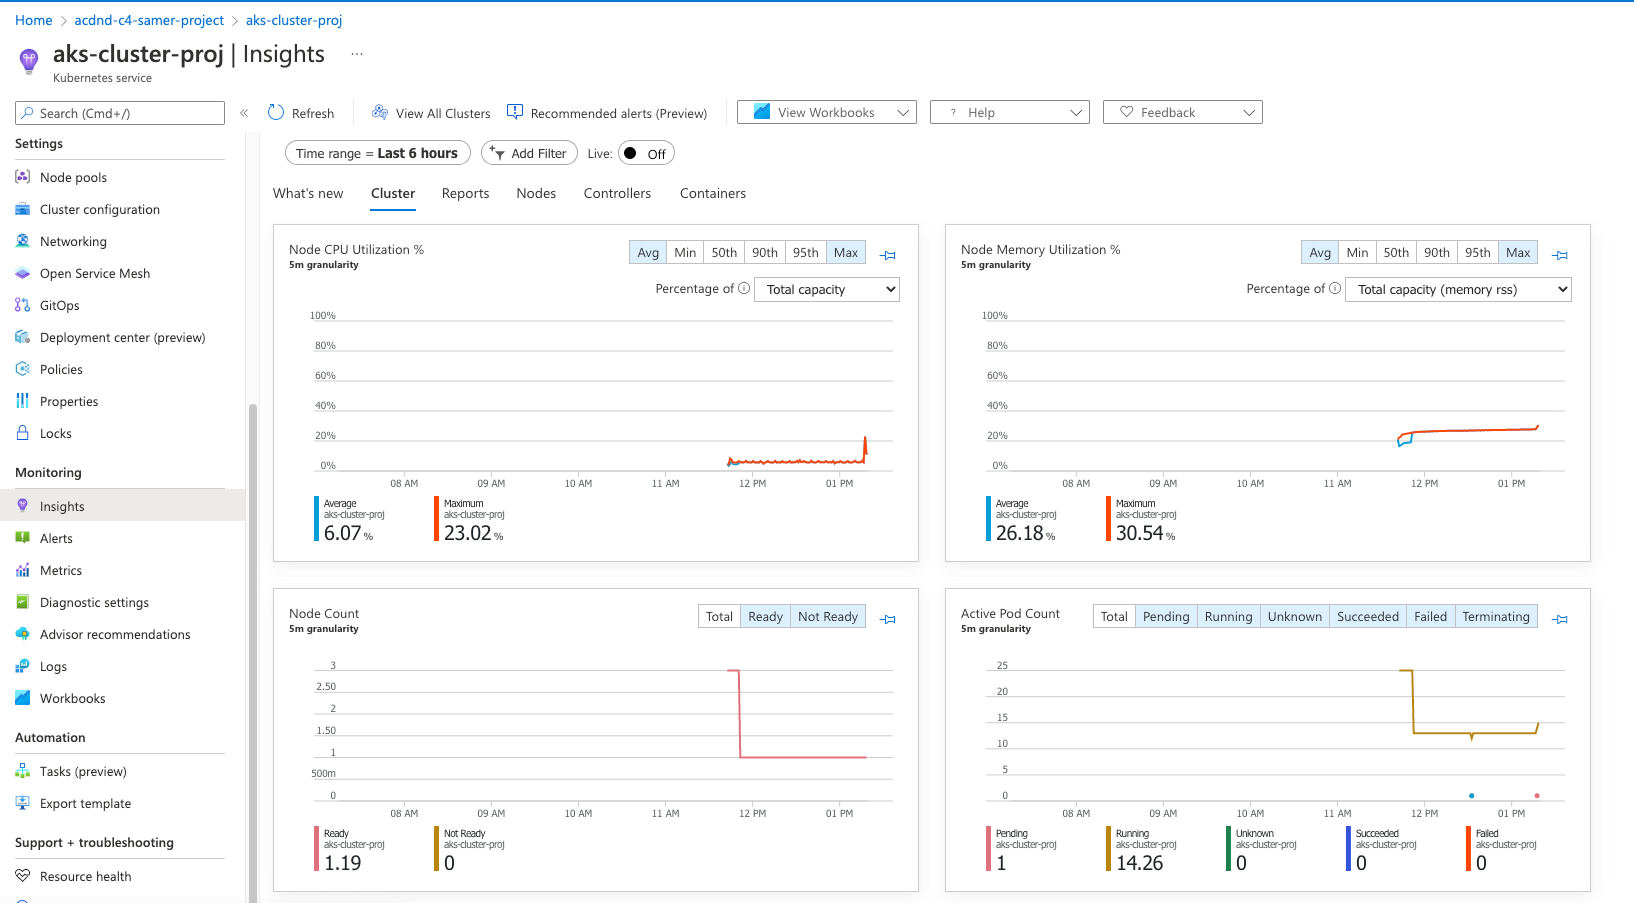 Home > acdnd-c4-samer-project > aks-cluster-proj
aks-cluster-proj | Insights ...
Kubernetes service
Search (Cmd+/)
«
Refresh
View All Clusters
Recommended alerts (Preview)
View Workbooks
? Help
Feedback
Settings
Node pools
Cluster configuration
Networking
Open Service Mesh
GitOps
Deployment center (preview)
Policies
Properties
Locks
Monitoring
Insights
Alerts
Metrics
Diagnostic settings
Advisor recommendations
Logs
Workbooks
Automation
Tasks (preview)
Export template
Support + troubleshooting
Resource health
Time range = Last 6 hours
Add Filter
Live: Off
What's new Cluster Reports Nodes Controllers Containers
Node CPU Utilization %
5m granularity
Avg Min 50th 90th 95th Max
Percentage of Total capacity
100%
80%
60%
40%
20%
0%
08 AM 09 AM 10 AM 11 AM 12 PM 01 PM
Average
aks-cluster-proj
6.07 %
Maximum
aks-cluster-proj
23.02 %
Node Memory Utilization %
5m granularity
Avg Min 50th 90th 95th Max
Percentage of Total capacity (memory rss)
100%
80%
60%
40%
20%
0%
08 AM 09 AM 10 AM 11 AM 12 PM 01 PM
Average
aks-cluster-proj
26.18 %
Maximum
aks-cluster-proj
30.54 %
Node Count
5m granularity
Total Ready Not Ready
3
2.50
2
1.50
1
500m
0
08 AM 09 AM 10 AM 11 AM 12 PM 01 PM
Ready
aks-cluster-proj
1.19
Not Ready
aks-cluster-proj
0
Active Pod Count
5m granularity
Total Pending Running Unknown Succeeded Failed Terminating
25
20
15
10
5
0
08 AM 09 AM 10 AM 11 AM 12 PM 01 PM
Pending
aks-cluster-proj
1
Running
aks-cluster-proj
14.26
Unknown
aks-cluster-proj
0
Succeeded
aks-cluster-proj
0
Failed
aks-cluster-proj
0